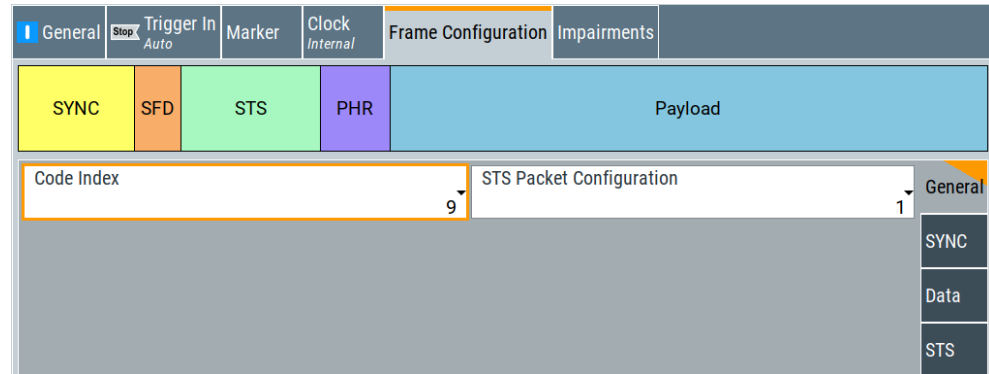 General
Stop
Trigger In
Auto
Marker
Clock
Internal
Frame Configuration
Impairments
SYNC
SFD
STS
PHR
Payload
Code Index
9
STS Packet Configuration
1
General
SYNC
Data
STS